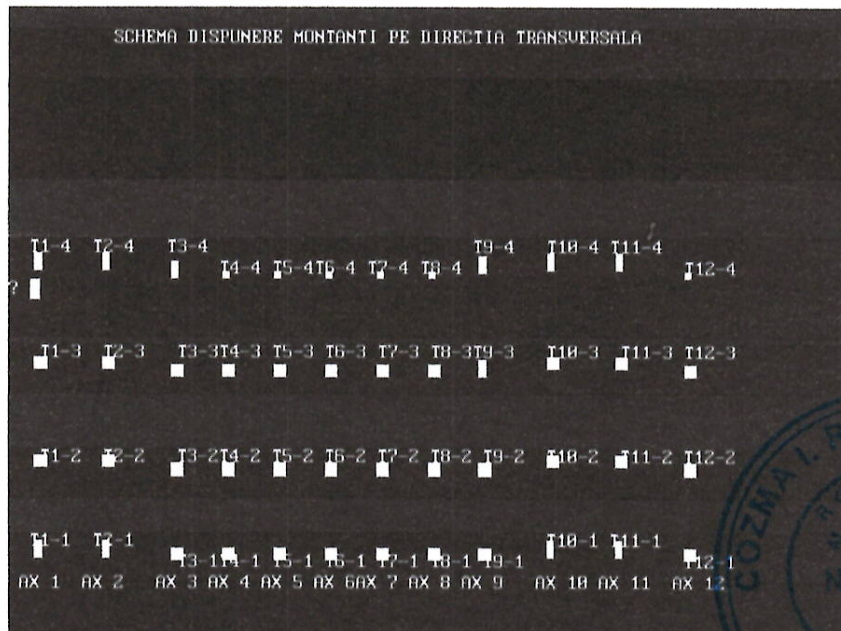 SCHEMA DISPUNERE MONTANTI PE DIRECTIA TRANSVERSALA
T1-4 T2-4 T3-4 T4-4 T5-4 T6-4 T7-4 T8-4 T9-4 T10-4 T11-4 T12-4
?
T1-3 T2-3 T3-3 T4-3 T5-3 T6-3 T7-3 T8-3 T9-3 T10-3 T11-3 T12-3
T1-2 T2-2 T3-2 T4-2 T5-2 T6-2 T7-2 T8-2 T9-2 T10-2 T11-2 T12-2
T1-1 T2-1 T3-1 T4-1 T5-1 T6-1 T7-1 T8-1 T9-1 T10-1 T11-1 T12-1
AX 1 AX 2 AX 3 AX 4 AX 5 AX 6 AX 7 AX 8 AX 9 AX 10 AX 11 AX 12
COZMA I.